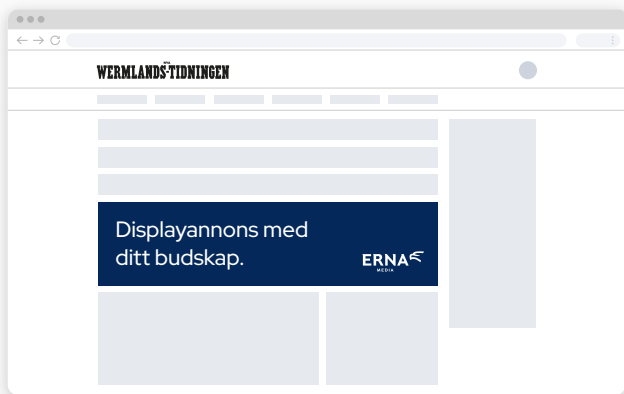 WERMLANDS-TIDNINGEN
Displayannons med
ditt budskap.
ERNA
MEDIA